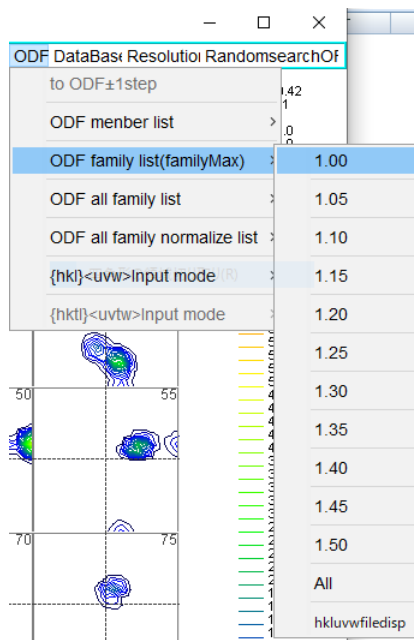 ODF DataBase Resolution RandomsearchOf
to ODF±1step
ODF menber list
ODF family list(familyMax)
ODF all family list
ODF all family normalize list
{hkl}<uvw>Input mode
{hktl}<uvtw>Input mode
1.00
1.05
1.10
1.15
1.20
1.25
1.30
1.35
1.40
1.45
1.50
All
hkluvwfiledisp
50
55
70
75